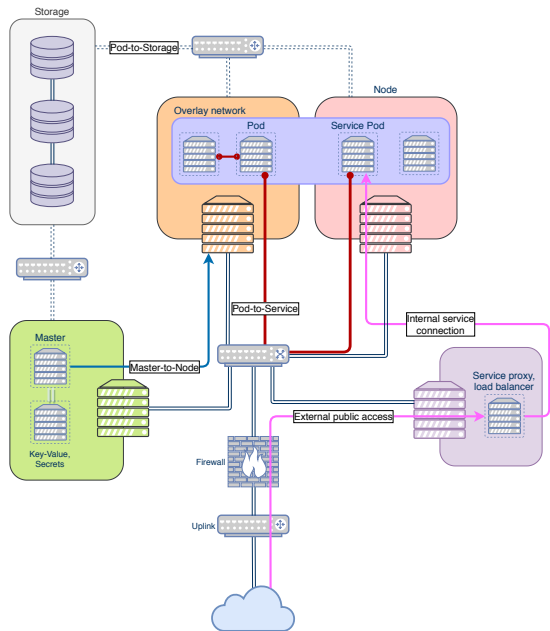 Storage
Pod-to-Storage
Node
Overlay network
Pod
Service Pod
Pod-to-Service
Internal service
connection
Master
Master-to-Node
Service proxy,
load balancer
External public access
Key-Value,
Secrets
Firewall
Uplink